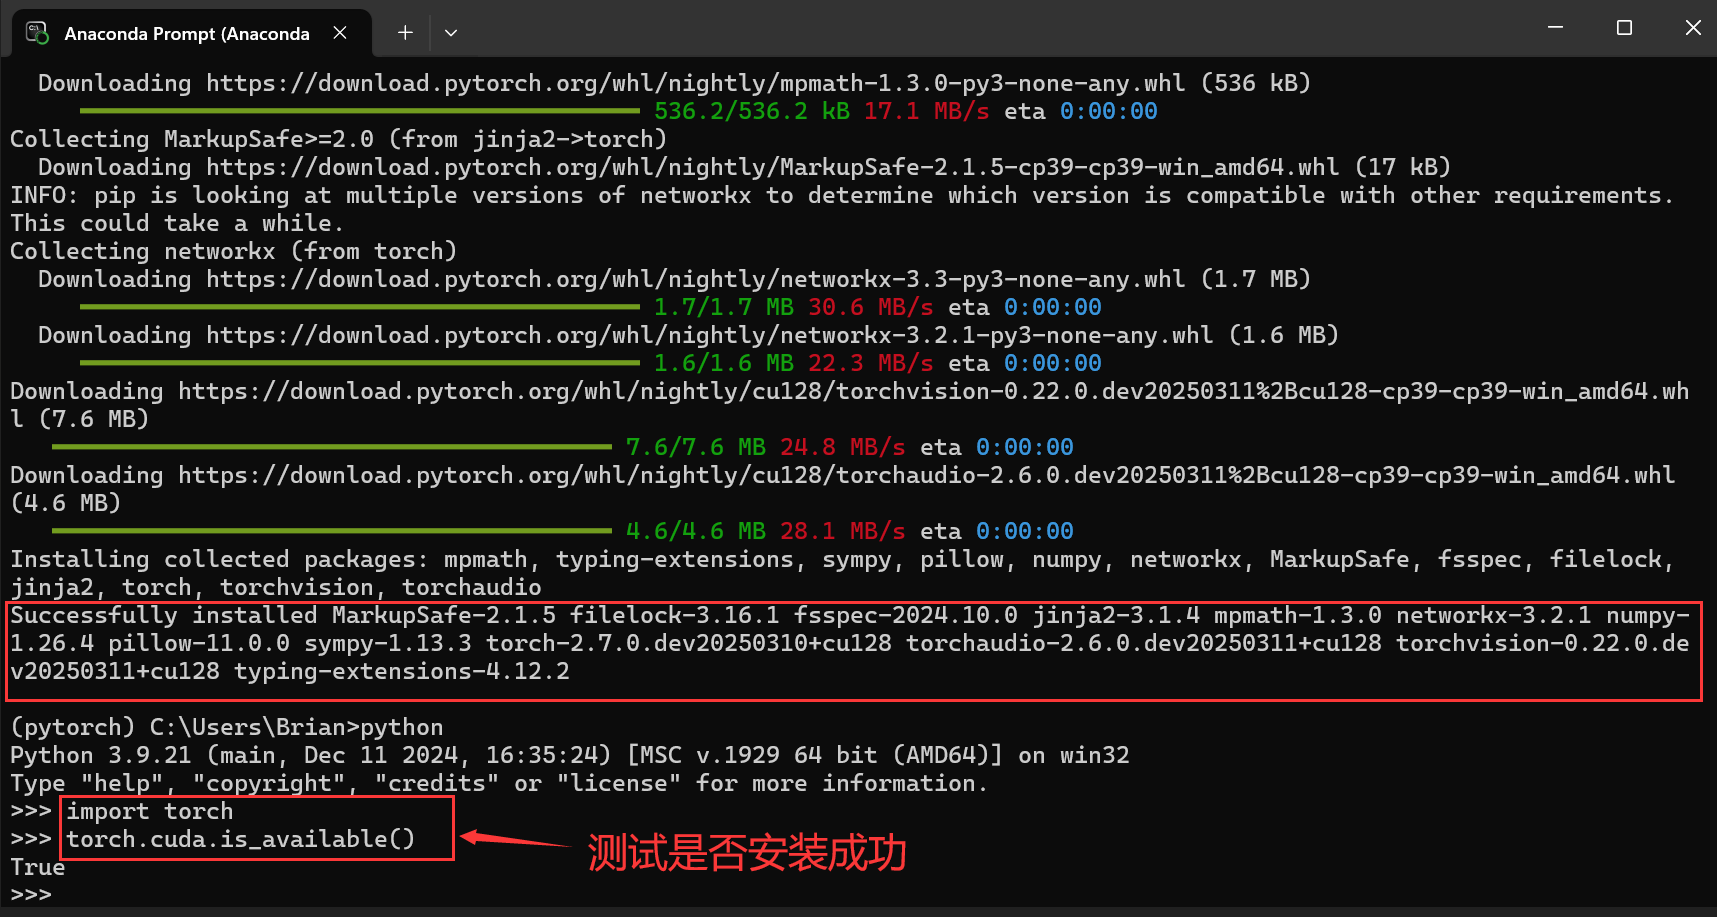 Anaconda Prompt (Anaconda
Downloading https://download.pytorch.org/whl/nightly/mpmath-1.3.0-py3-none-any.whl (536 kB)
536.2/536.2 kB 17.1 MB/s eta 0:00:00
Collecting MarkupSafe>=2.0 (from jinja2->torch)
Downloading https://download.pytorch.org/whl/nightly/MarkupSafe-2.1.5-cp39-cp39-win_amd64.whl (17 kB)
INFO: pip is looking at multiple versions of networkx to determine which version is compatible with other requirements.
This could take a while.
Collecting networkx (from torch)
Downloading https://download.pytorch.org/whl/nightly/networkx-3.3-py3-none-any.whl (1.7 MB)
1.7/1.7 MB 30.6 MB/s eta 0:00:00
Downloading https://download.pytorch.org/whl/nightly/networkx-3.2.1-py3-none-any.whl (1.6 MB)
1.6/1.6 MB 22.3 MB/s eta 0:00:00
Downloading https://download.pytorch.org/whl/nightly/cu128/torchvision-0.22.0.dev20250311%2Bcu128-cp39-cp39-win_amd64.wh
l (7.6 MB)
7.6/7.6 MB 24.8 MB/s eta 0:00:00
Downloading https://download.pytorch.org/whl/nightly/cu128/torchaudio-2.6.0.dev20250311%2Bcu128-cp39-cp39-win_amd64.whl
(4.6 MB)
4.6/4.6 MB 28.1 MB/s eta 0:00:00
Installing collected packages: mpmath, typing-extensions, sympy, pillow, numpy, networkx, MarkupSafe, fsspec, filelock,
jinja2, torch, torchvision, torchaudio
Successfully installed MarkupSafe-2.1.5 filelock-3.16.1 fsspec-2024.10.0 jinja2-3.1.4 mpmath-1.3.0 networkx-3.2.1 numpy-
1.26.4 pillow-11.0.0 sympy-1.13.3 torch-2.7.0.dev20250310+cu128 torchaudio-2.6.0.dev20250311+cu128 torchvision-0.22.0.de
v20250311+cu128 typing-extensions-4.12.2
(pytorch) C:\Users\Brian>python
Python 3.9.21 (main, Dec 11 2024, 16:35:24) [MSC v.1929 64 bit (AMD64)] on win32
Type "help", "copyright", "credits" or "license" for more information.
>>> import torch
>>> torch.cuda.is_available()
测试是否安装成功
True
>>>